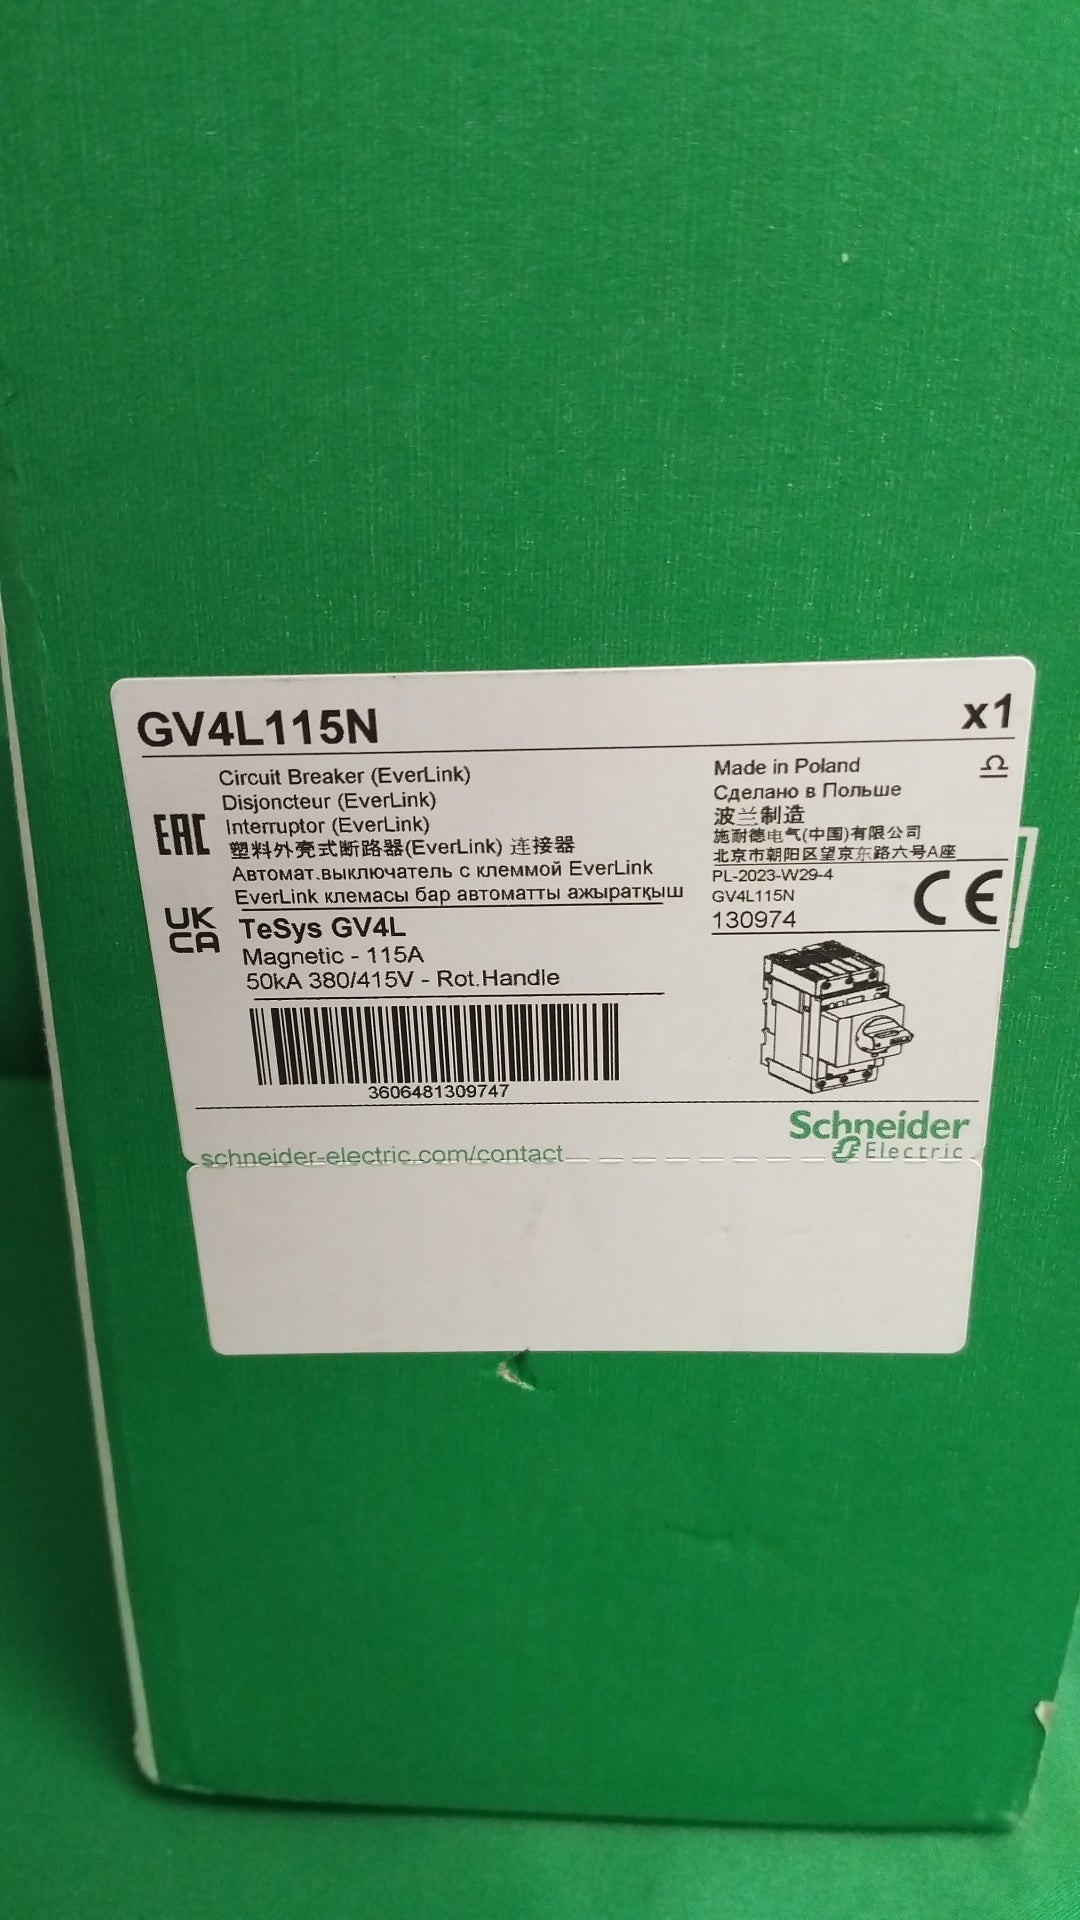 GV4L115N
x1
Circuit Breaker (EverLink)
Disjoncteur (EverLink)
Interruptor (EverLink)
塑料外壳式断路器(EverLink) 连接器
Автомат.выключатель с клеммой EverLink
EverLink клемасы бар автоматты ажыратқыш
EAC
UK
CA
TeSys GV4L
Magnetic - 115A
50kA 380/415V - Rot.Handle
3606481309747
Made in Poland
Сделано в Польше
波兰制造
施耐德电气(中国)有限公司
北京市朝阳区望京东路六号A座
PL-2023-W29-4
GV4L115N
130974
CE
schneider-electric.com/contact
Schneider
Electric